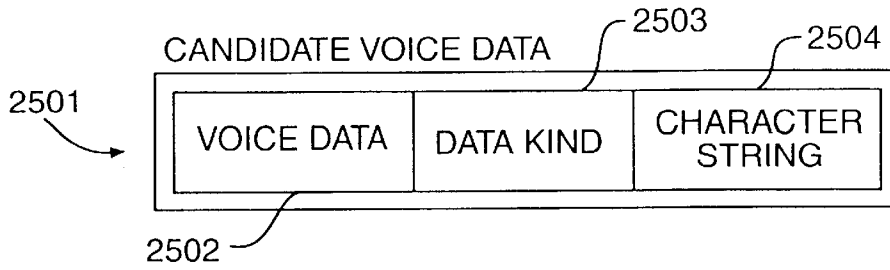 2503
2504
CANDIDATE VOICE DATA
2501
VOICE DATA
DATA KIND
CHARACTER
STRING
2502